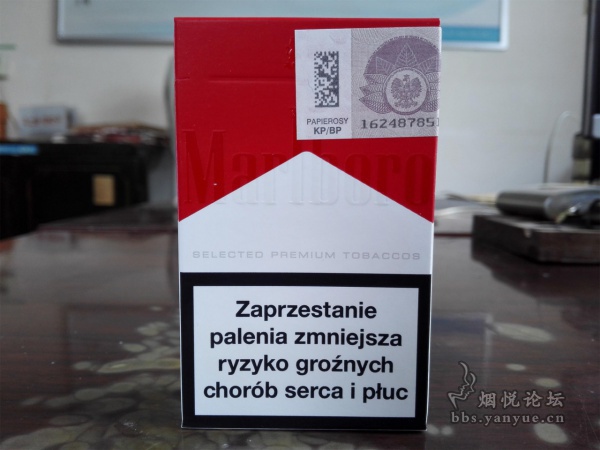 PAPIEROSY
KP/BP
16248785
Marlboro
SELECTED PREMIUM TOBACCOS
Zaprzestanie
palenia zmniejsza
ryzyko groźnych
chorób serca i płuc
烟悦论坛
bbs.yanyue.cn